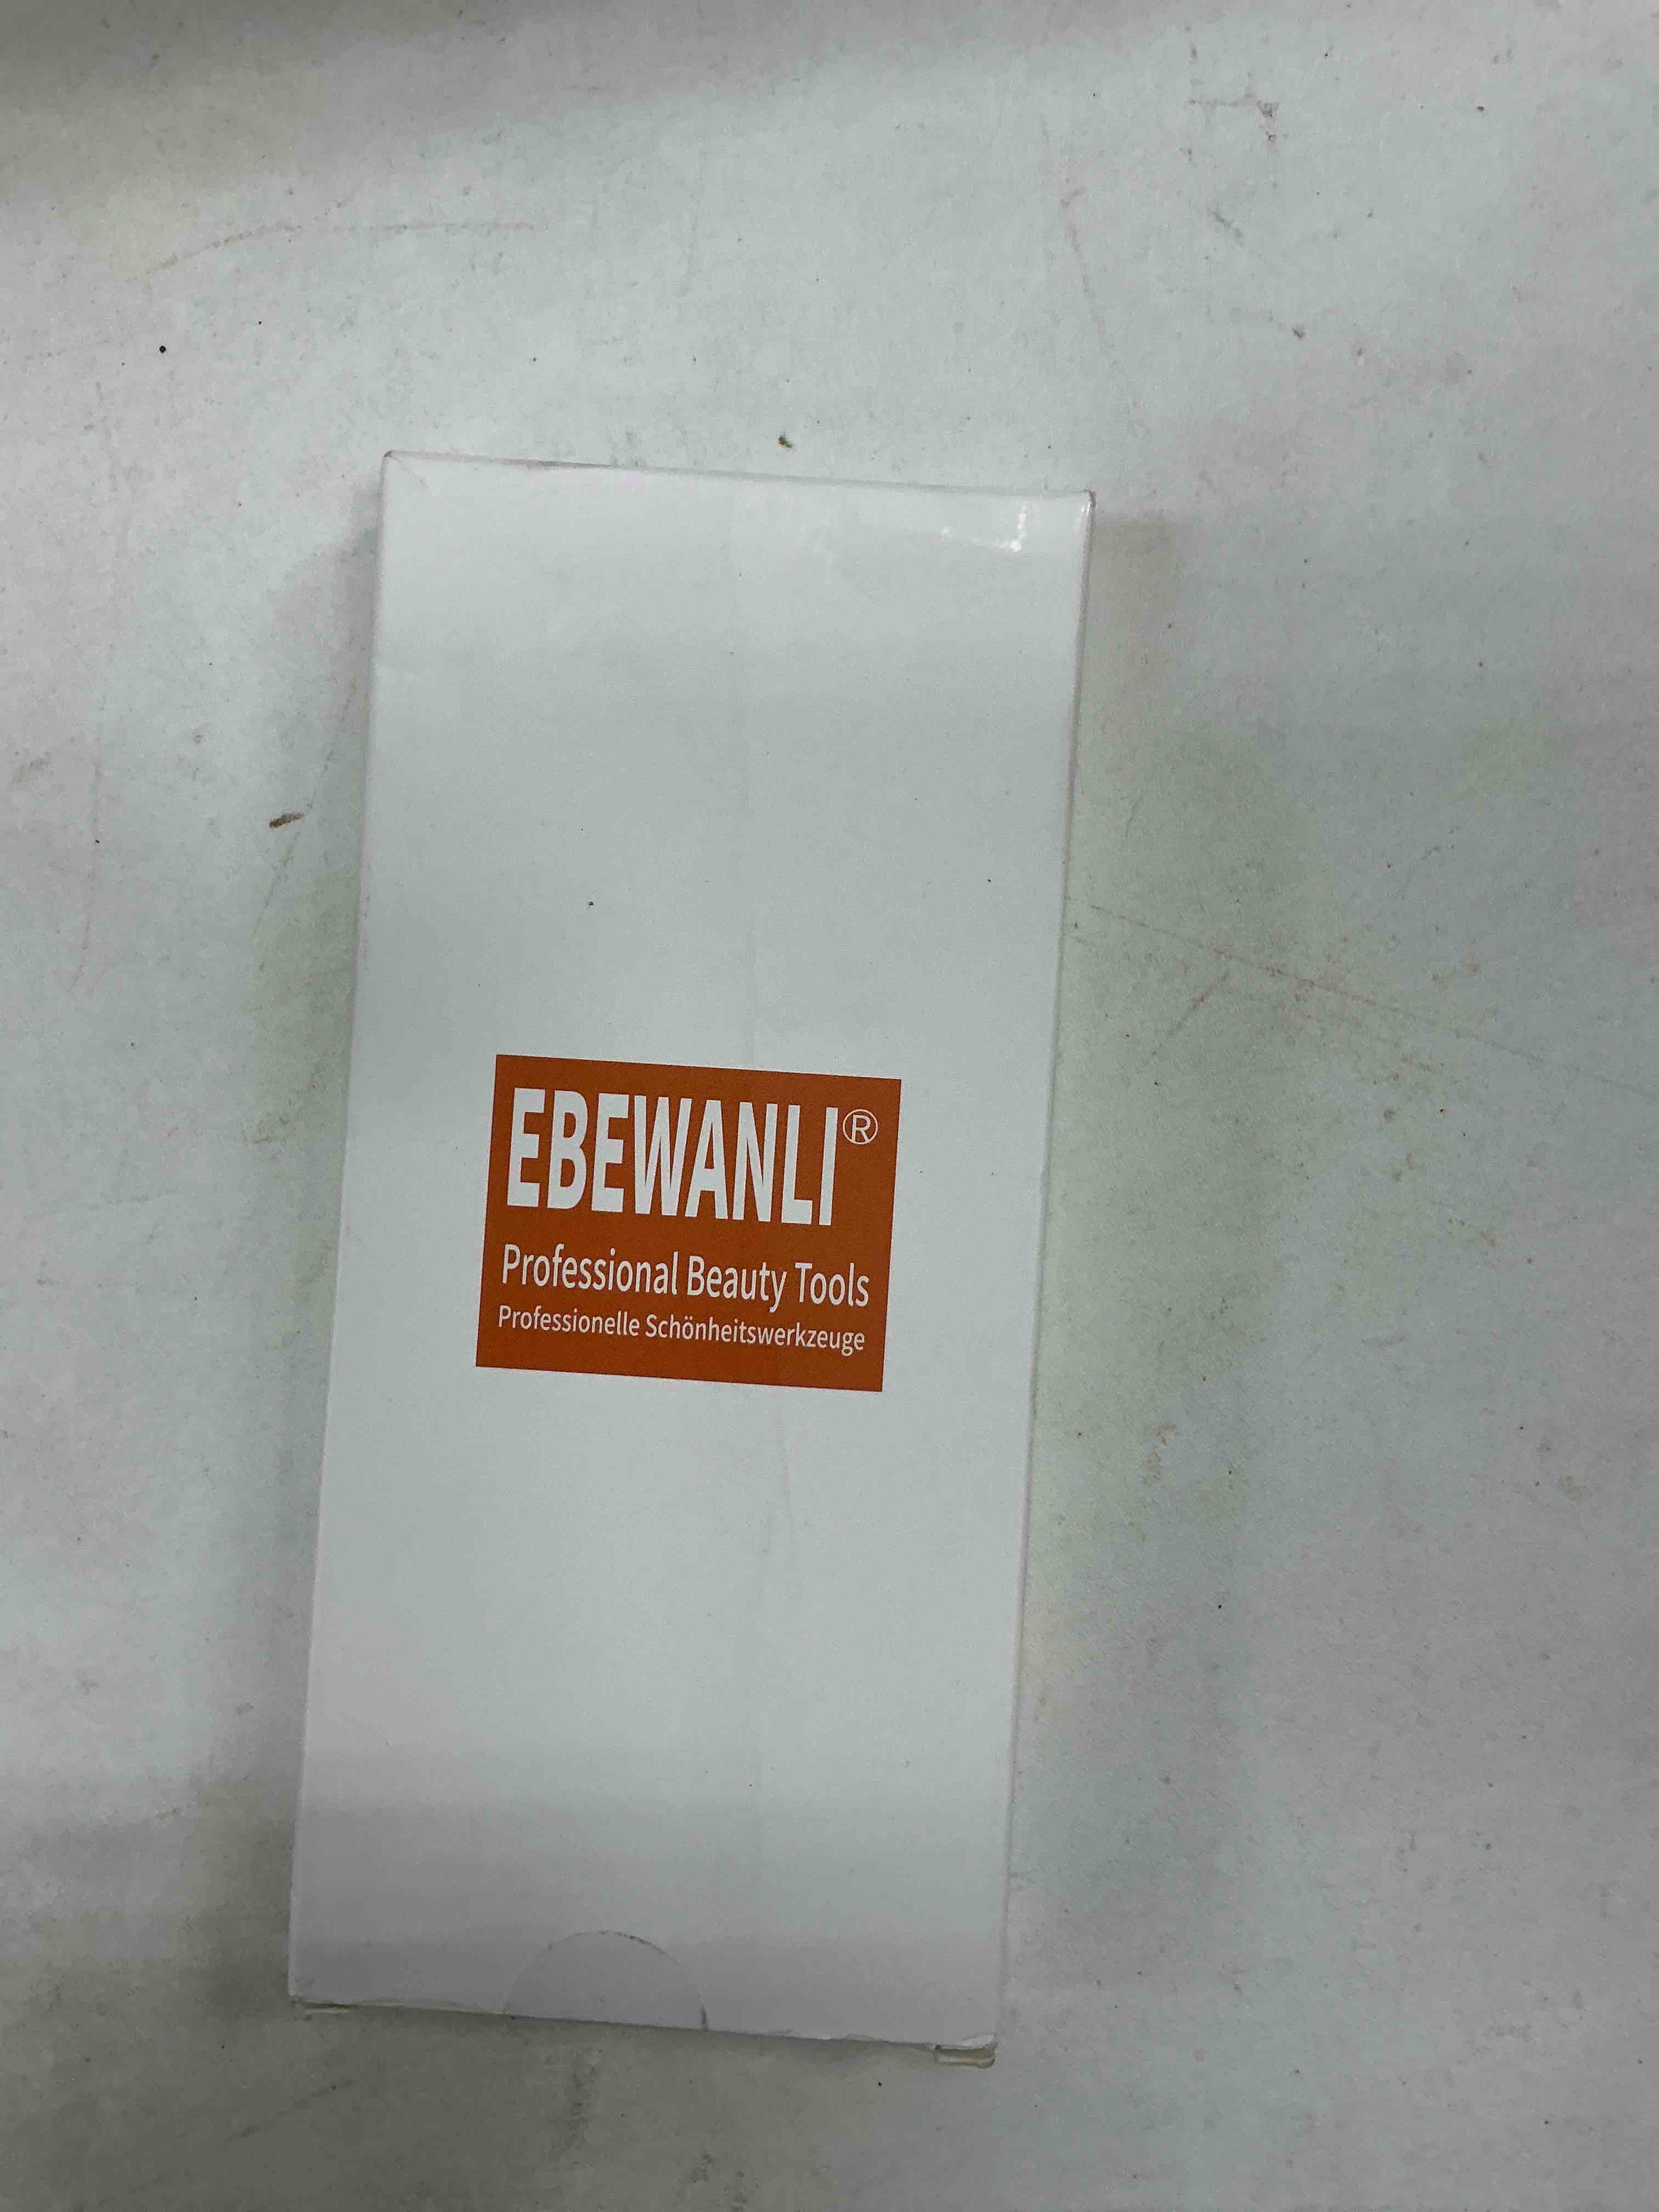 EBEWANLI®
Professional Beauty Tools
Professionelle Schönheitswerkzeuge